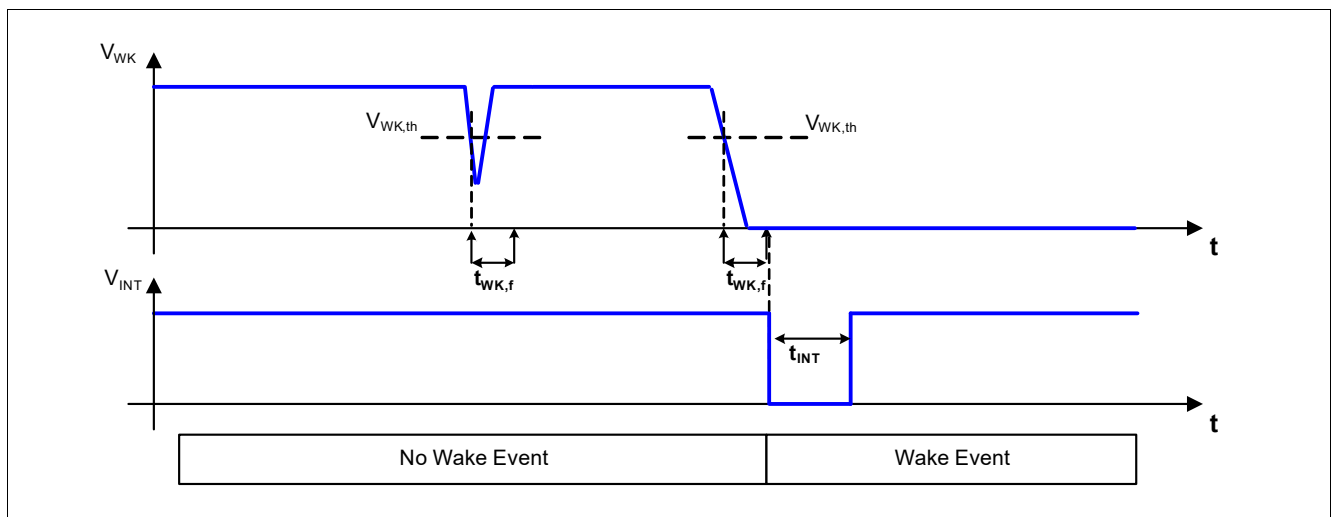 V_WK
V_WK,th
V_WK,th
t
t_WK,f
t_WK,f
V_INT
t_INT
t
No Wake Event
Wake Event